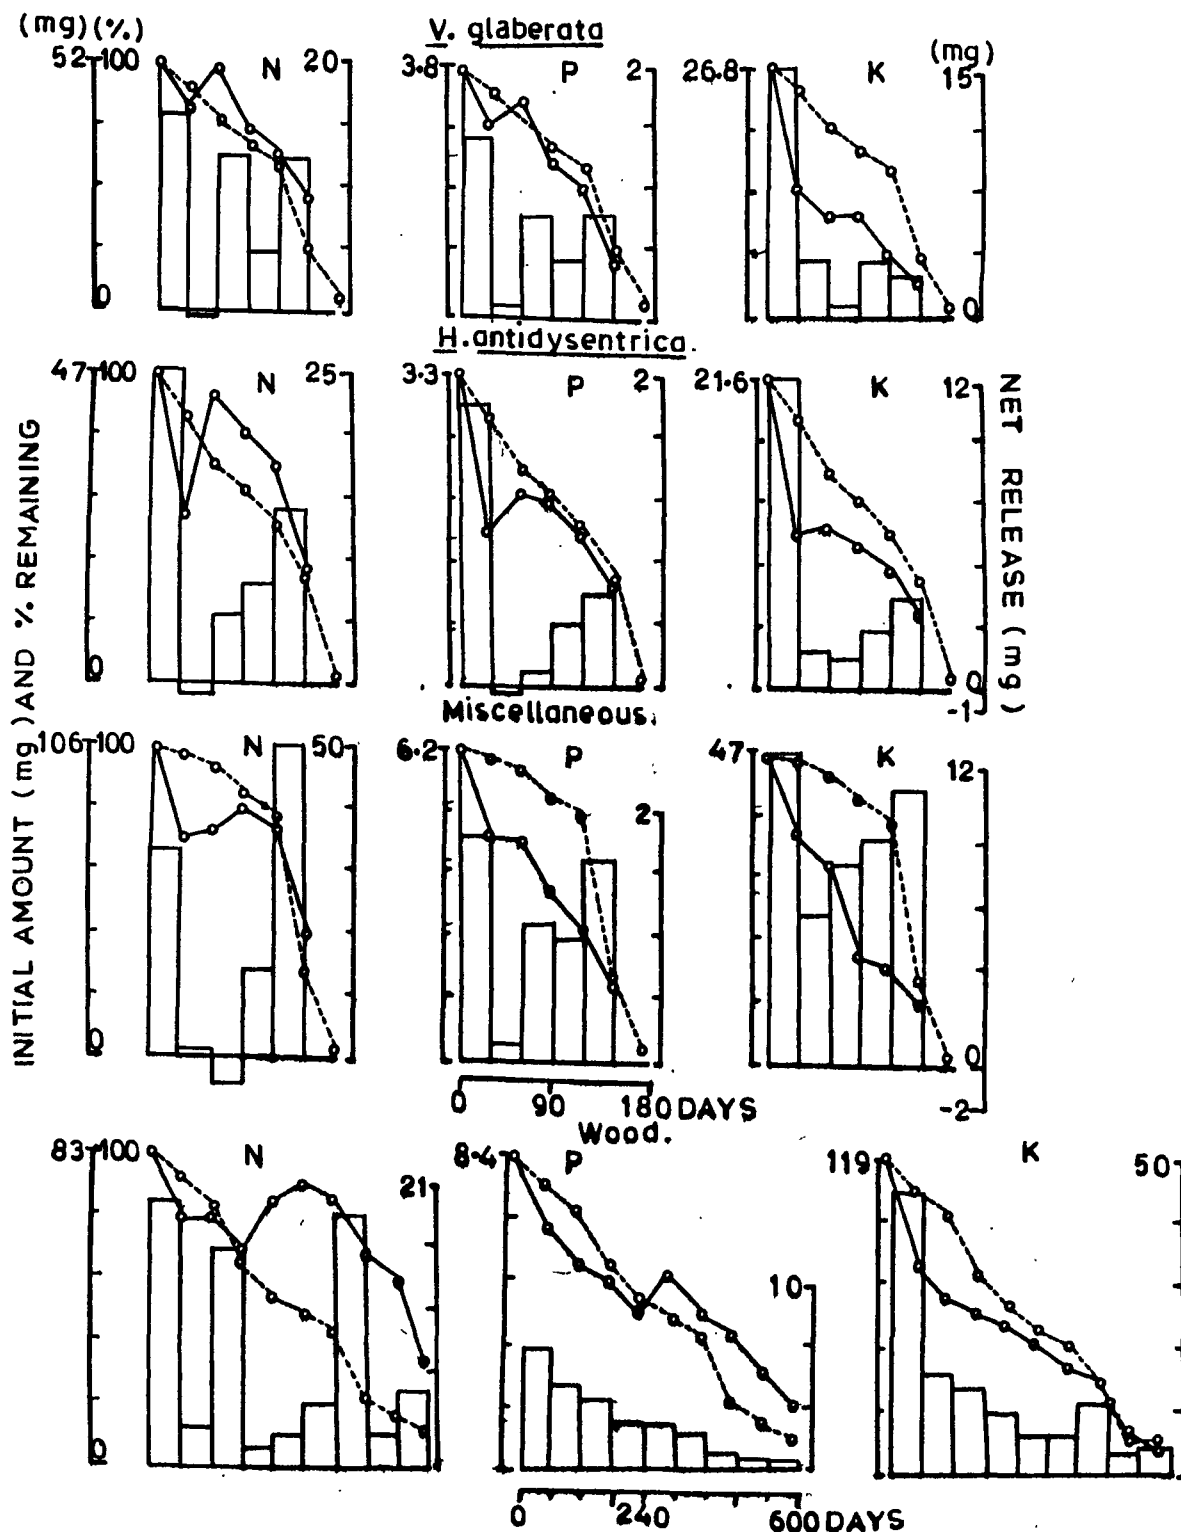 (mg) (%)
V. glaberata
(mg)
52 100 N 20
3.8 P 2
26.8 K 15
0
0
H.antidysentrica.
47 100 N 25
3.3 P 2
21.6 K 12
0
0
-1
Miscellaneous.
106 100 N 50
6.2 P 2
47 K 12
0
0
-2
0 90 180 DAYS
Wood.
83 100 N 21
8.4 P 10
119 K 50
0
0 240 600 DAYS
INITIAL AMOUNT (mg) AND % REMAINING
NET RELEASE (mg)